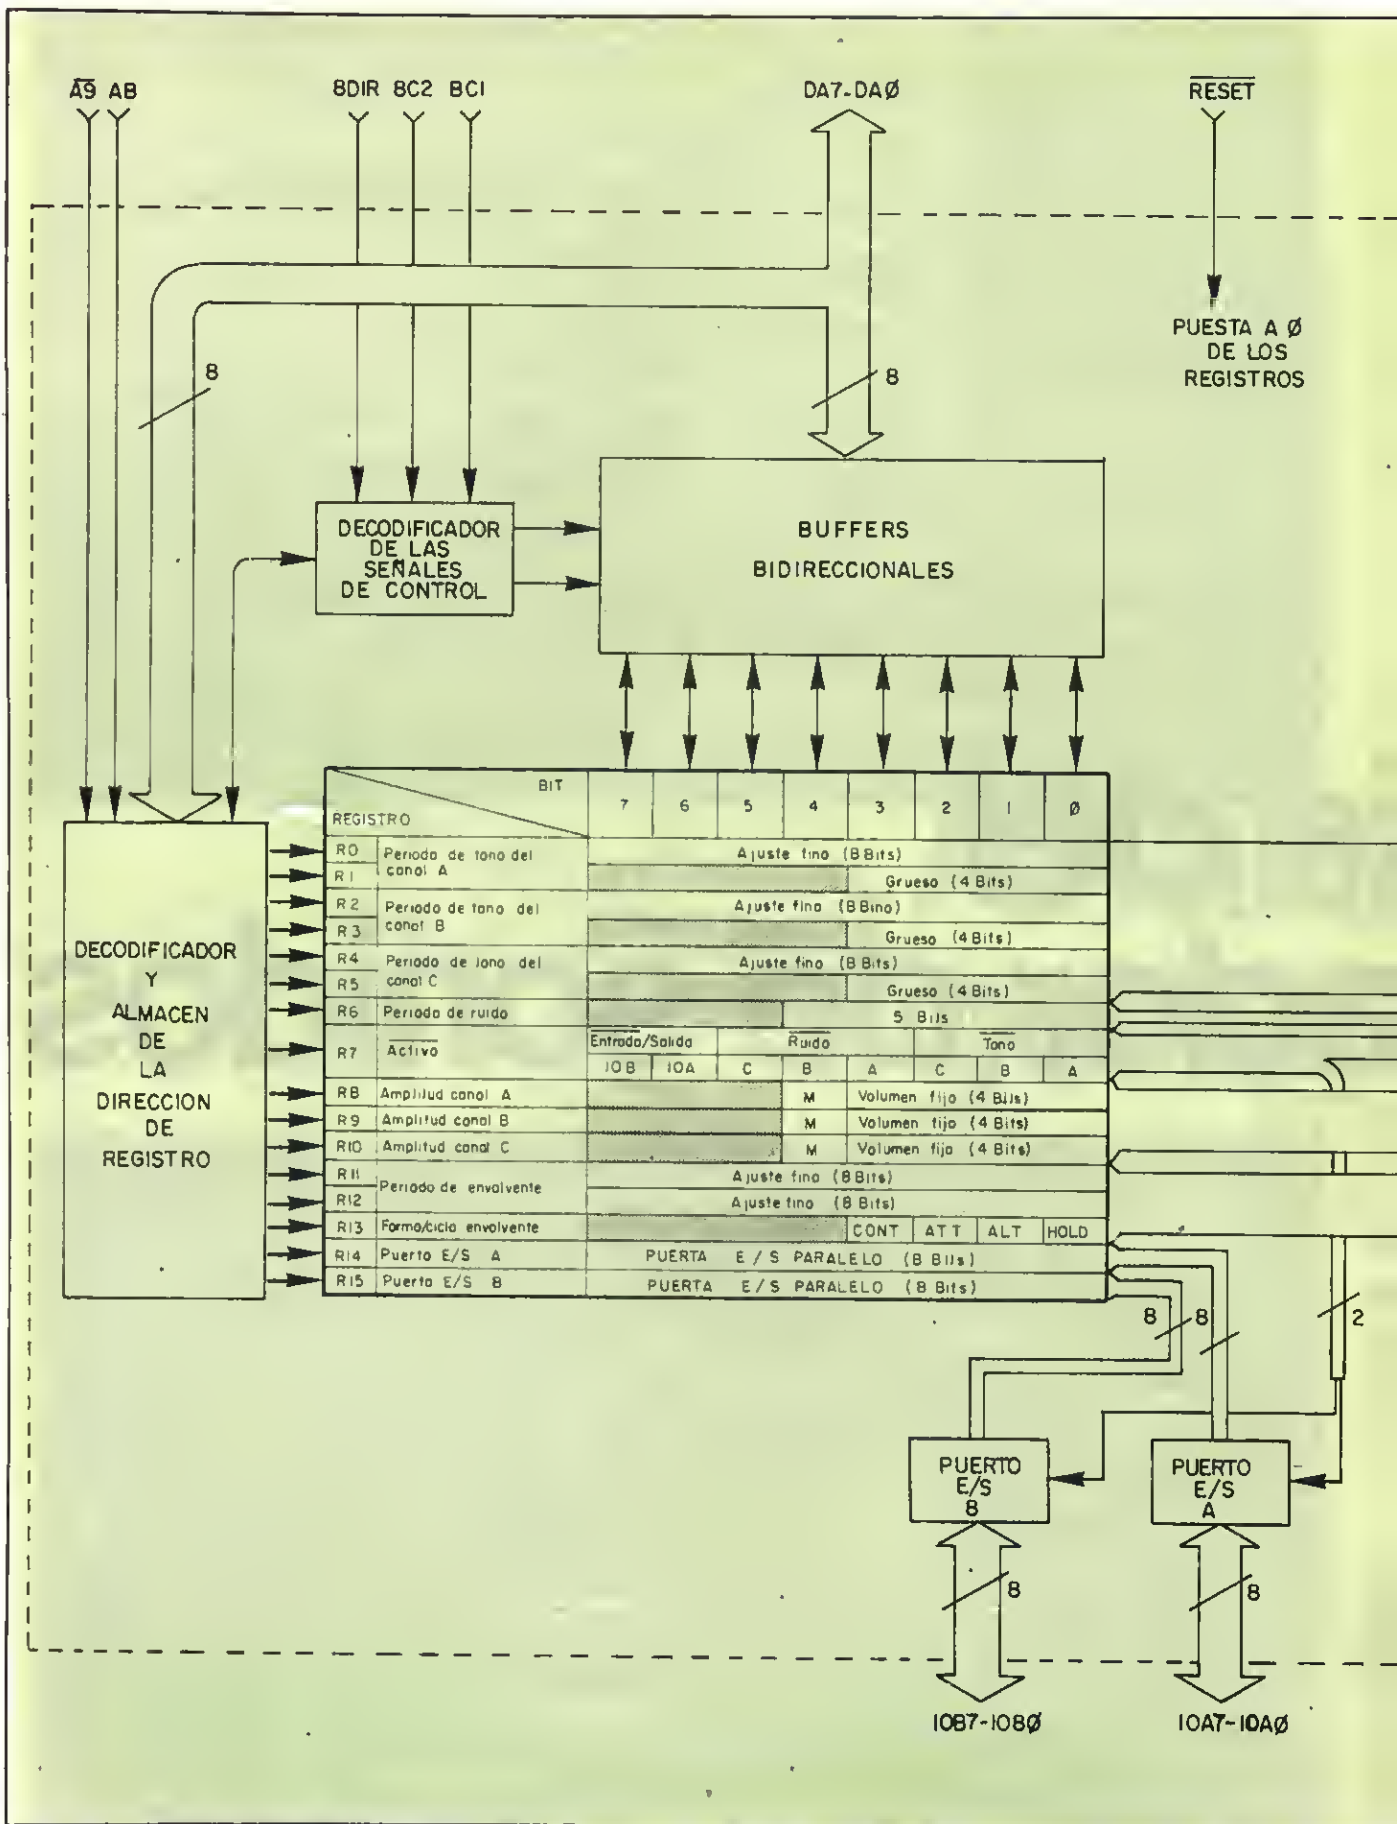 A9 A8 BDIR BC2 BC1 DA7-DAØ RESET
PUESTA A Ø
DE LOS
REGISTROS
8
8
DECODIFICADOR
DE LAS
SEÑALES
DE CONTROL
BUFFERS
BIDIRECCIONALES
DECODIFICADOR
Y
ALMACEN
DE
LA
DIRECCION
DE
REGISTRO
BIT
REGISTRO
7 6 5 4 3 2 1 Ø
R0 Periodo de tono del canal A Ajuste fino (8 Bits)
R1 Grueso (4 Bits)
R2 Periodo de tono del canal B Ajuste fino (8 Bino)
R3 Grueso (4 Bits)
R4 Periodo de tono del canal C Ajuste fino (8 Bits)
R5 Grueso (4 Bits)
R6 Periodo de ruido 5 Bits
R7 Activo Entrada/Salida Ruido Tono
IOB IOA C B A C B A
R8 Amplitud canal A M Volumen fijo (4 Bits)
R9 Amplitud canal B M Volumen fijo (4 Bits)
R10 Amplitud canal C M Volumen fijo (4 Bits)
R11 Periodo de envolvente Ajuste fino (8 Bits)
R12 Ajuste fino (8 Bits)
R13 Forma/ciclo envolvente CONT ATT ALT HOLD
R14 Puerto E/S A PUERTA E/S PARALELO (8 Bits)
R15 Puerto E/S B PUERTA E/S PARALELO (8 Bits)
8 8 2
PUERTO
E/S
B
PUERTO
E/S
A
8
8
IOB7-IOBØ IOA7-IOAØ